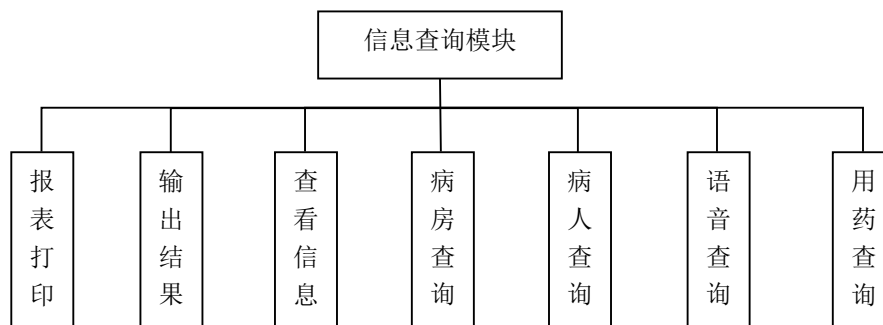 信息查询模块
报表打印
输出结果
查看信息
病房查询
病人查询
语音查询
用药查询